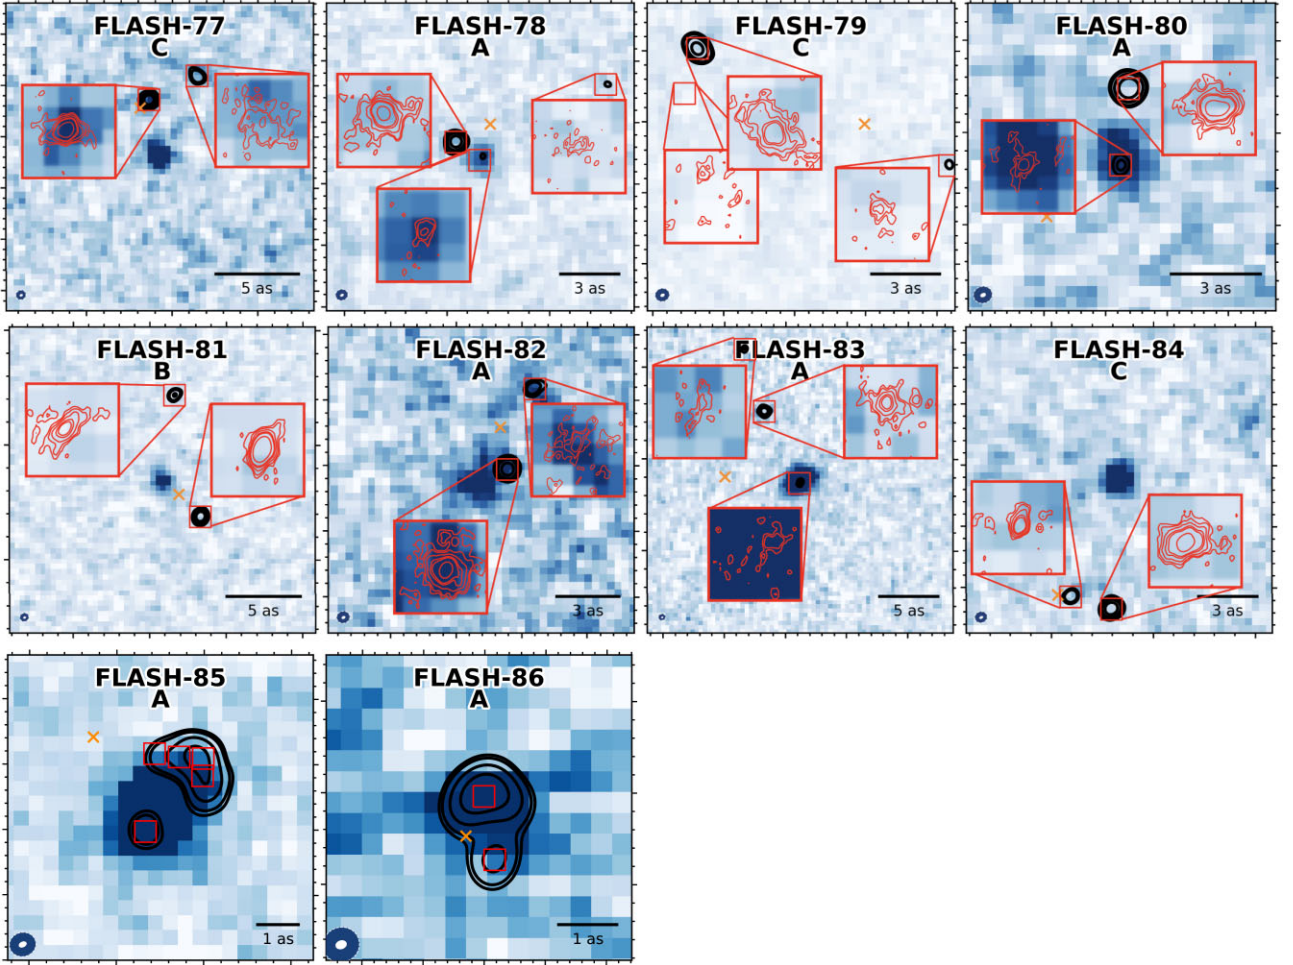 FLASH-77
C
5 as
FLASH-78
A
3 as
FLASH-79
C
3 as
FLASH-80
A
3 as
FLASH-81
B
5 as
FLASH-82
A
3 as
FLASH-83
A
5 as
FLASH-84
C
3 as
FLASH-85
A
1 as
FLASH-86
A
1 as